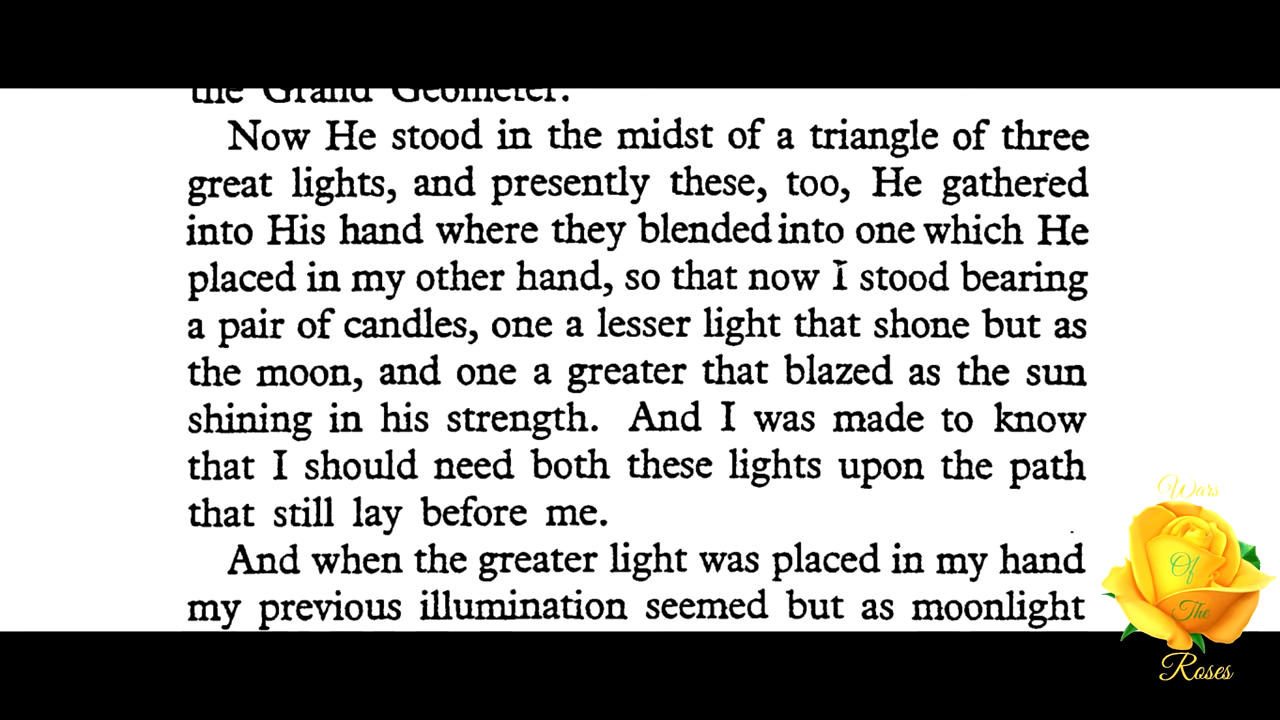 the Grand Geometer.
Now He stood in the midst of a triangle of three
great lights, and presently these, too, He gathered
into His hand where they blended into one which He
placed in my other hand, so that now I stood bearing
a pair of candles, one a lesser light that shone but as
the moon, and one a greater that blazed as the sun
shining in his strength. And I was made to know
that I should need both these lights upon the path
that still lay before me.
And when the greater light was placed in my hand
my previous illumination seemed but as moonlight
Wars
Of
The
Roses